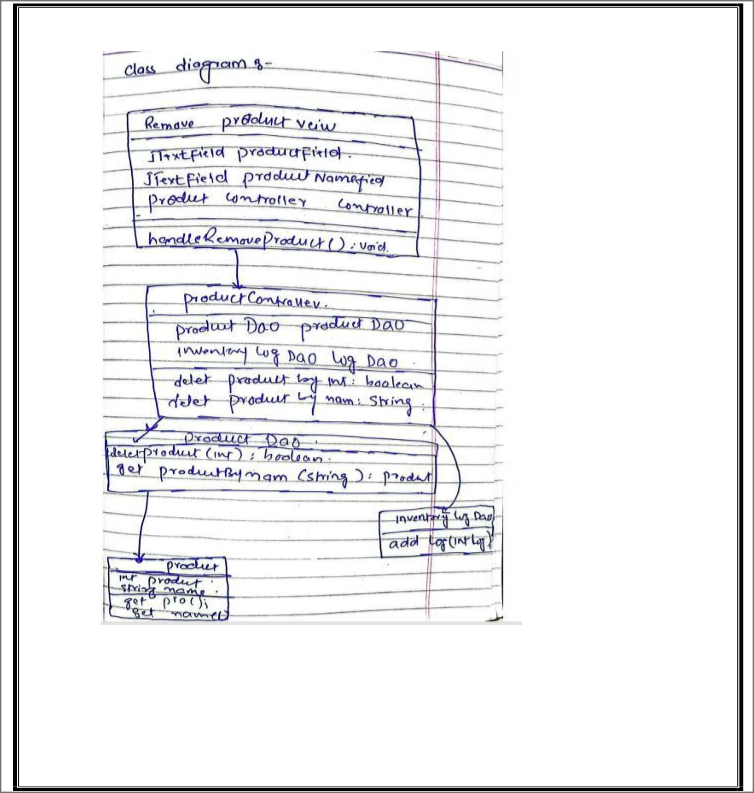 Class diagram :-
Remove product veiw
JTextField productField.
JTextField productNamefied
product controller controller
handleRemoveProduct() : void.
productController.
product Dao product Dao
inventory log Dao log Dao .
delet product by int : boolean
delet product by nam : String .
product Dao .
deletproduct (int) : boolean.
get productBynam (string) : product
inventory log Dao
add log (int log)
product
int product .
string name .
get pro();
get name()